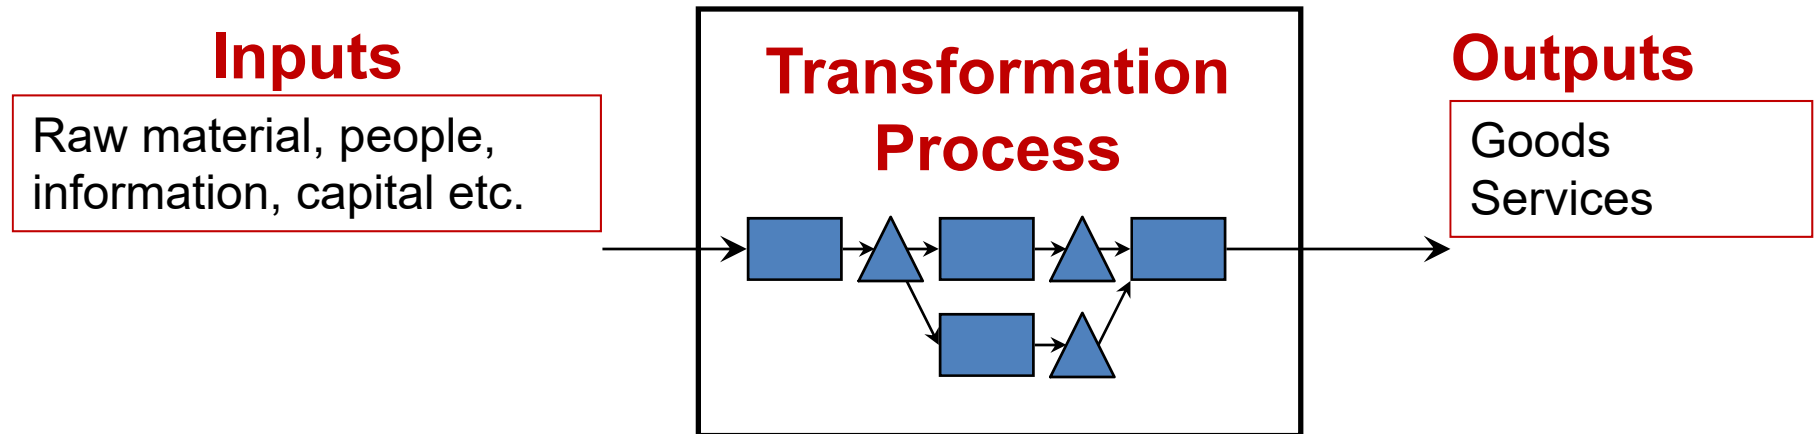 Inputs
Raw material, people,
information, capital etc.
Transformation
Process
Outputs
Goods
Services